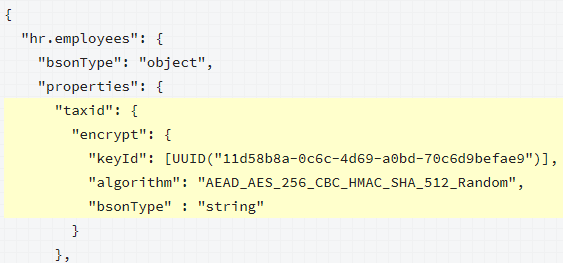 {
"hr.employees": {
"bsonType": "object",
"properties": {
"taxid": {
"encrypt": {
"keyId": [UUID("11d58b8a-0c6c-4d69-a0bd-70c6d9befae9")],
"algorithm": "AEAD_AES_256_CBC_HMAC_SHA_512_Random",
"bsonType" : "string"
}
},